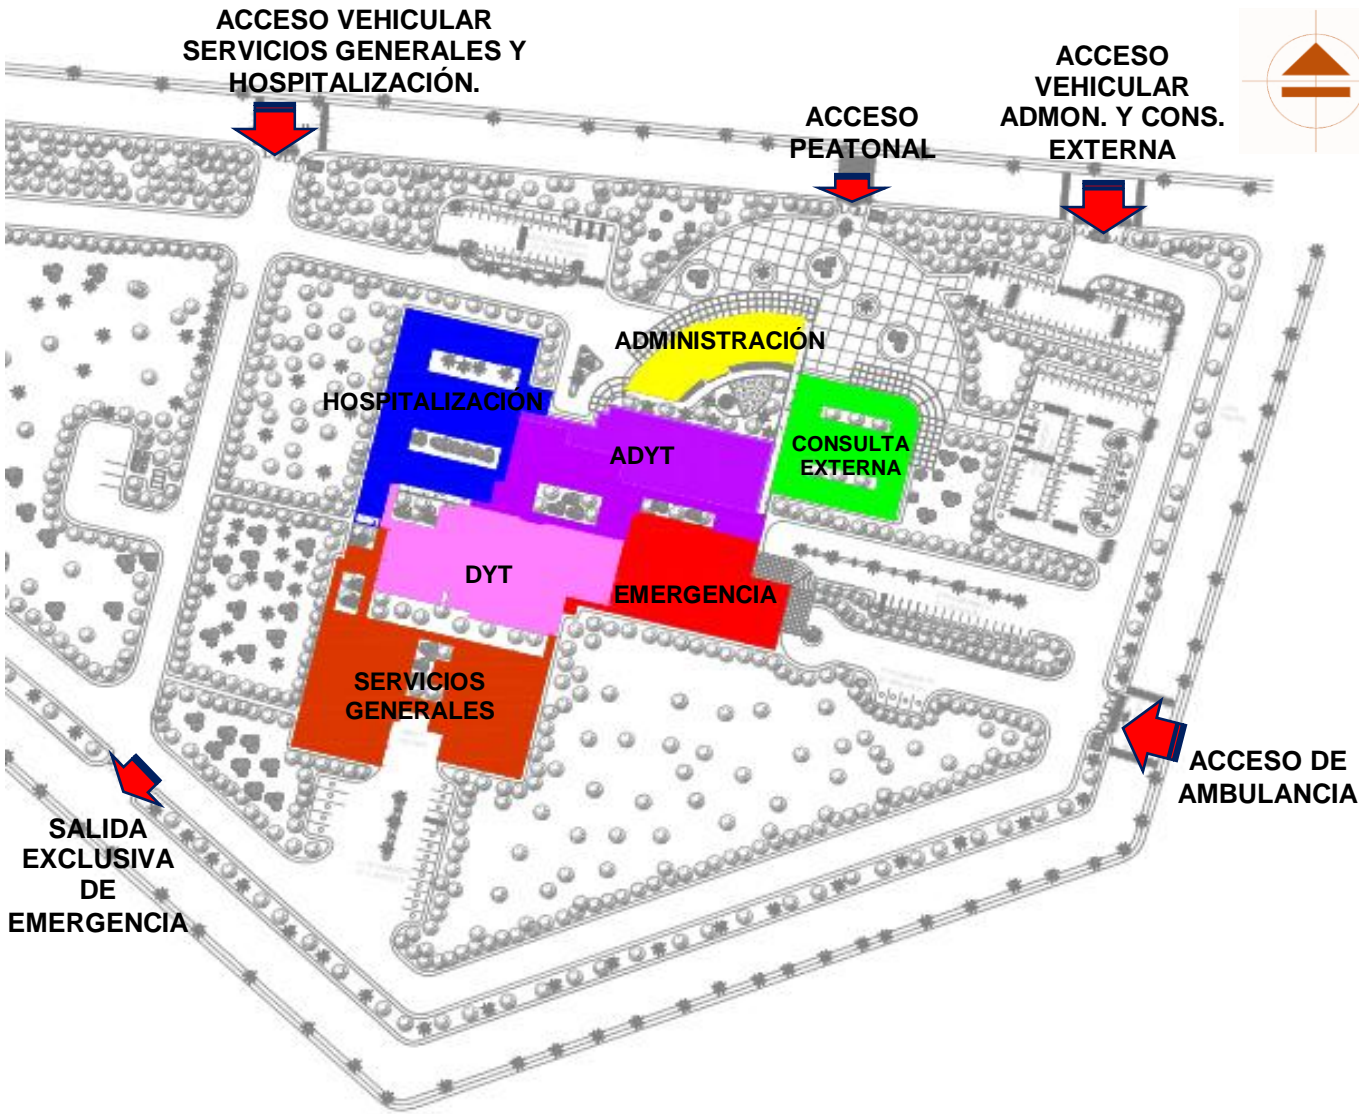 ACCESO VEHICULAR
SERVICIOS GENERALES Y
HOSPITALIZACIÓN.
ACCESO
PEATONAL
ACCESO
VEHICULAR
ADMON. Y CONS.
EXTERNA
ADMINISTRACIÓN
HOSPITALIZACIÓN
ADYT
CONSULTA
EXTERNA
DYT
EMERGENCIA
SERVICIOS
GENERALES
ACCESO DE
AMBULANCIA
SALIDA
EXCLUSIVA
DE
EMERGENCIA